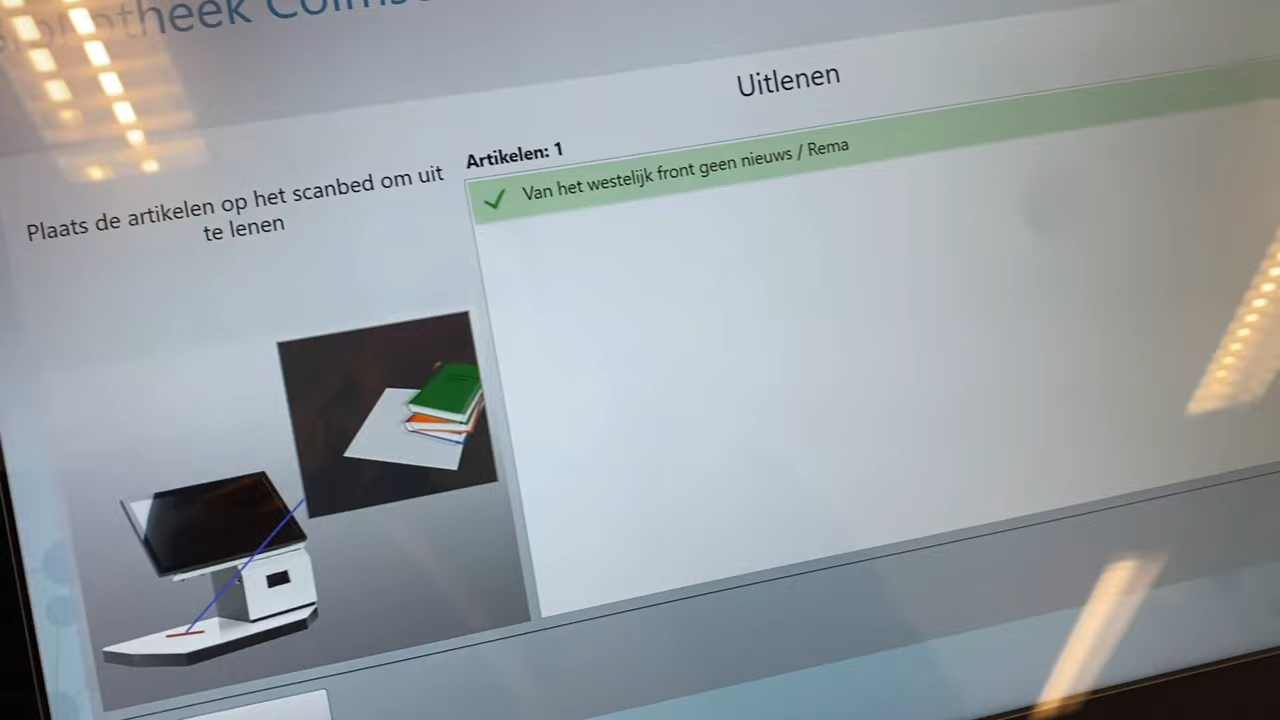 Uitlenen
Artikelen: 1
Van het westelijk front geen nieuws / Rema
Plaats de artikelen op het scanbed om uit
te lenen